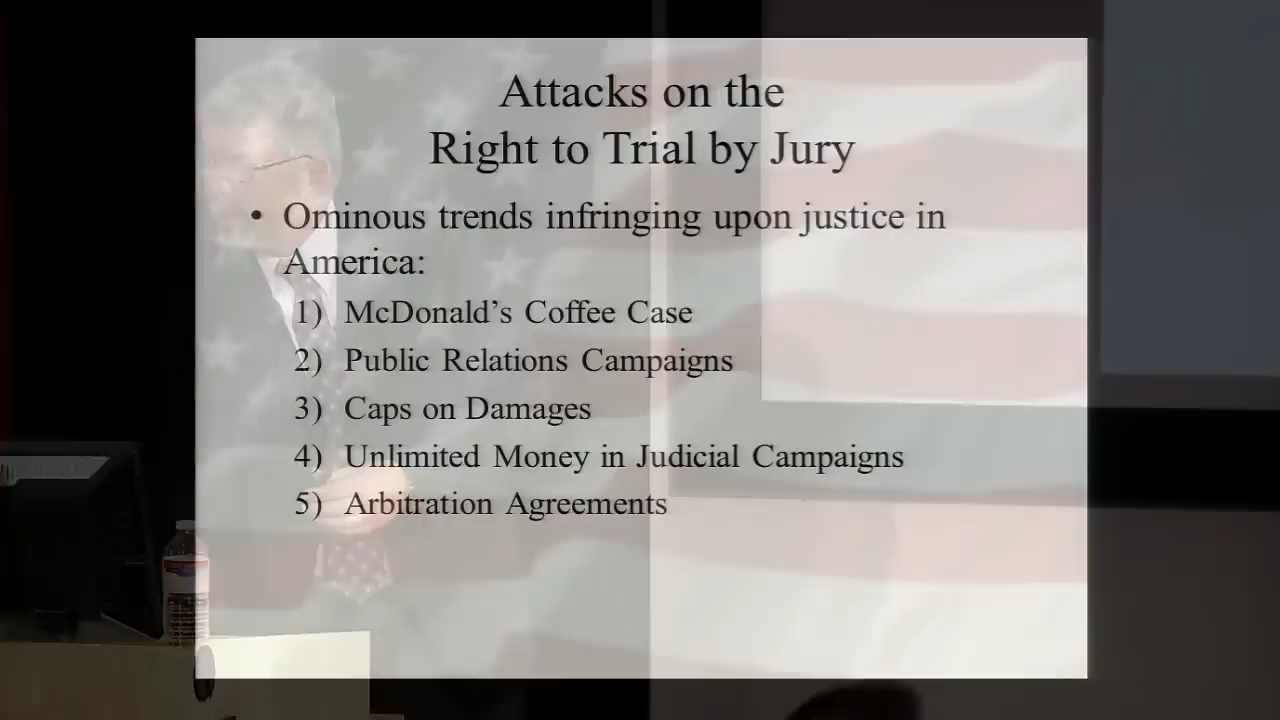 Attacks on the
Right to Trial by Jury
• Ominous trends infringing upon justice in
America:
1) McDonald's Coffee Case
2) Public Relations Campaigns
3) Caps on Damages
4) Unlimited Money in Judicial Campaigns
5) Arbitration Agreements